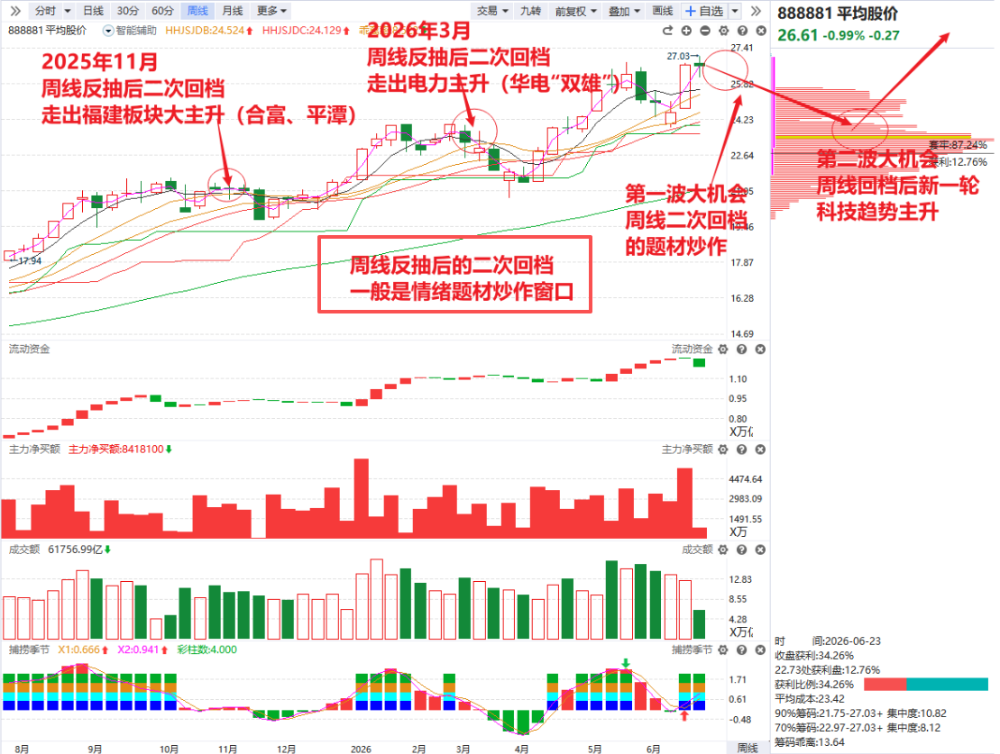 分时 日线 30分 60分 周线 月线 更多 交易 九转 前复权 叠加 画线 自选
888881 平均股价
26.61 -0.99% -0.27
888881 平均股价 智能辅助 HHJSJDB:24.524 HHJSJDC:24.129
2025年11月
周线反抽后二次回档
走出福建板块大主升（合富、平潭）
2026年3月
周线反抽后二次回档
走出电力主升（华电“双雄”）
27.03
27.41
25.82
24.23
22.64
19.46
17.87
16.28
14.69
17.94
第一波大机会
周线二次回档
的题材炒作
第二波大机会
周线回档后新一轮
科技趋势主升
套牢:87.24%
获利:12.76%
周线反抽后的二次回档
一般是情绪题材炒作窗口
流动资金 流动资金
1.10
0.95
0.80
X万亿
主力净买额 主力净买额:8418100 主力净买额
4474.64
2983.09
1491.55
X万
成交额 61756.99亿 成交额
12.83
8.55
4.28
X万亿
捕捞季节 X1:0.666 X2:0.941 彩柱数:4.000 捕捞季节
1.71
0.61
-0.48
8月 9月 10月 11月 12月 2026 2月 3月 4月 5月 6月 周线
时 间:2026-06-23
收盘获利:34.26%
22.73处获利盘:12.76%
获利比例:34.26%
平均成本:23.42
90%筹码:21.75-27.03+ 集中度:10.82
70%筹码:22.97-27.03+ 集中度:8.12
筹码乖离:13.64